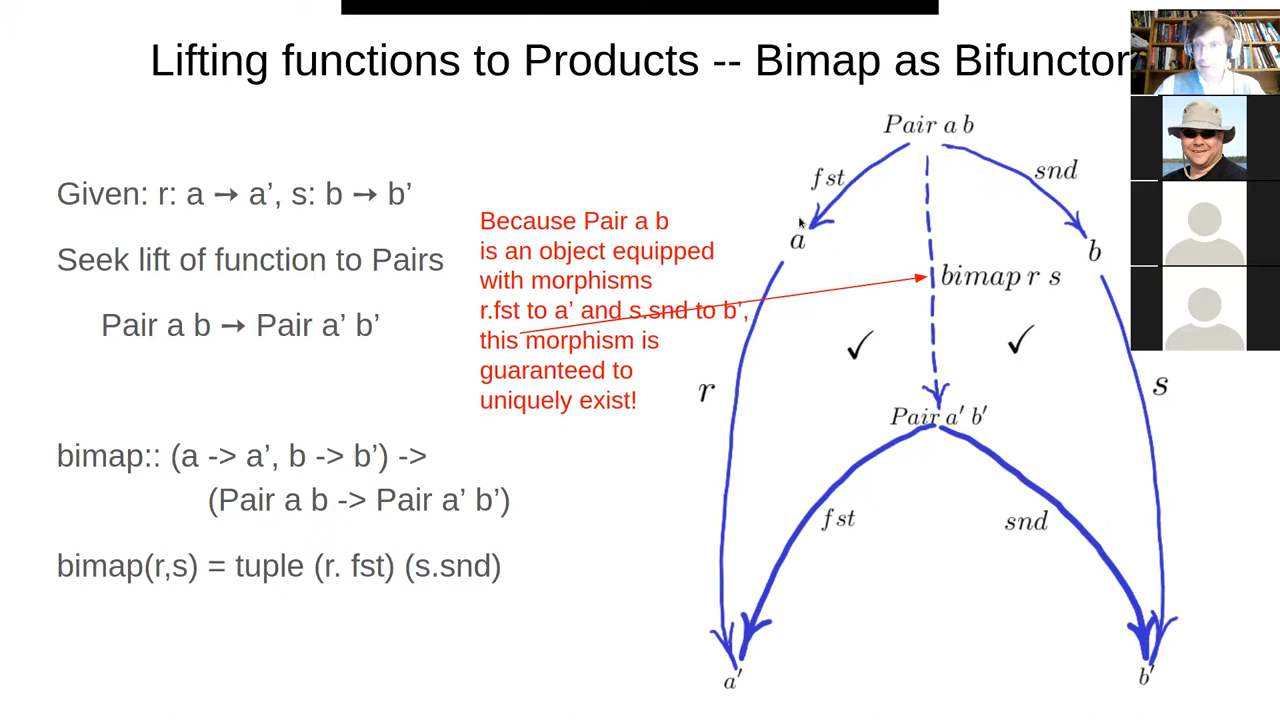 Lifting functions to Products -- Bimap as Bifunctor
Given: r: a → a’, s: b → b’
Seek lift of function to Pairs
Pair a b → Pair a’ b’
bimap:: (a -> a’, b -> b’) ->
(Pair a b -> Pair a’ b’)
bimap(r,s) = tuple (r. fst) (s.snd)
Because Pair a b
is an object equipped
with morphisms
r.fst to a’ and s.snd to b’,
this morphism is
guaranteed to
uniquely exist!
Pair a b
fst
snd
a
b
bimap r s
r
s
Pair a′ b′
fst
snd
a′
b′